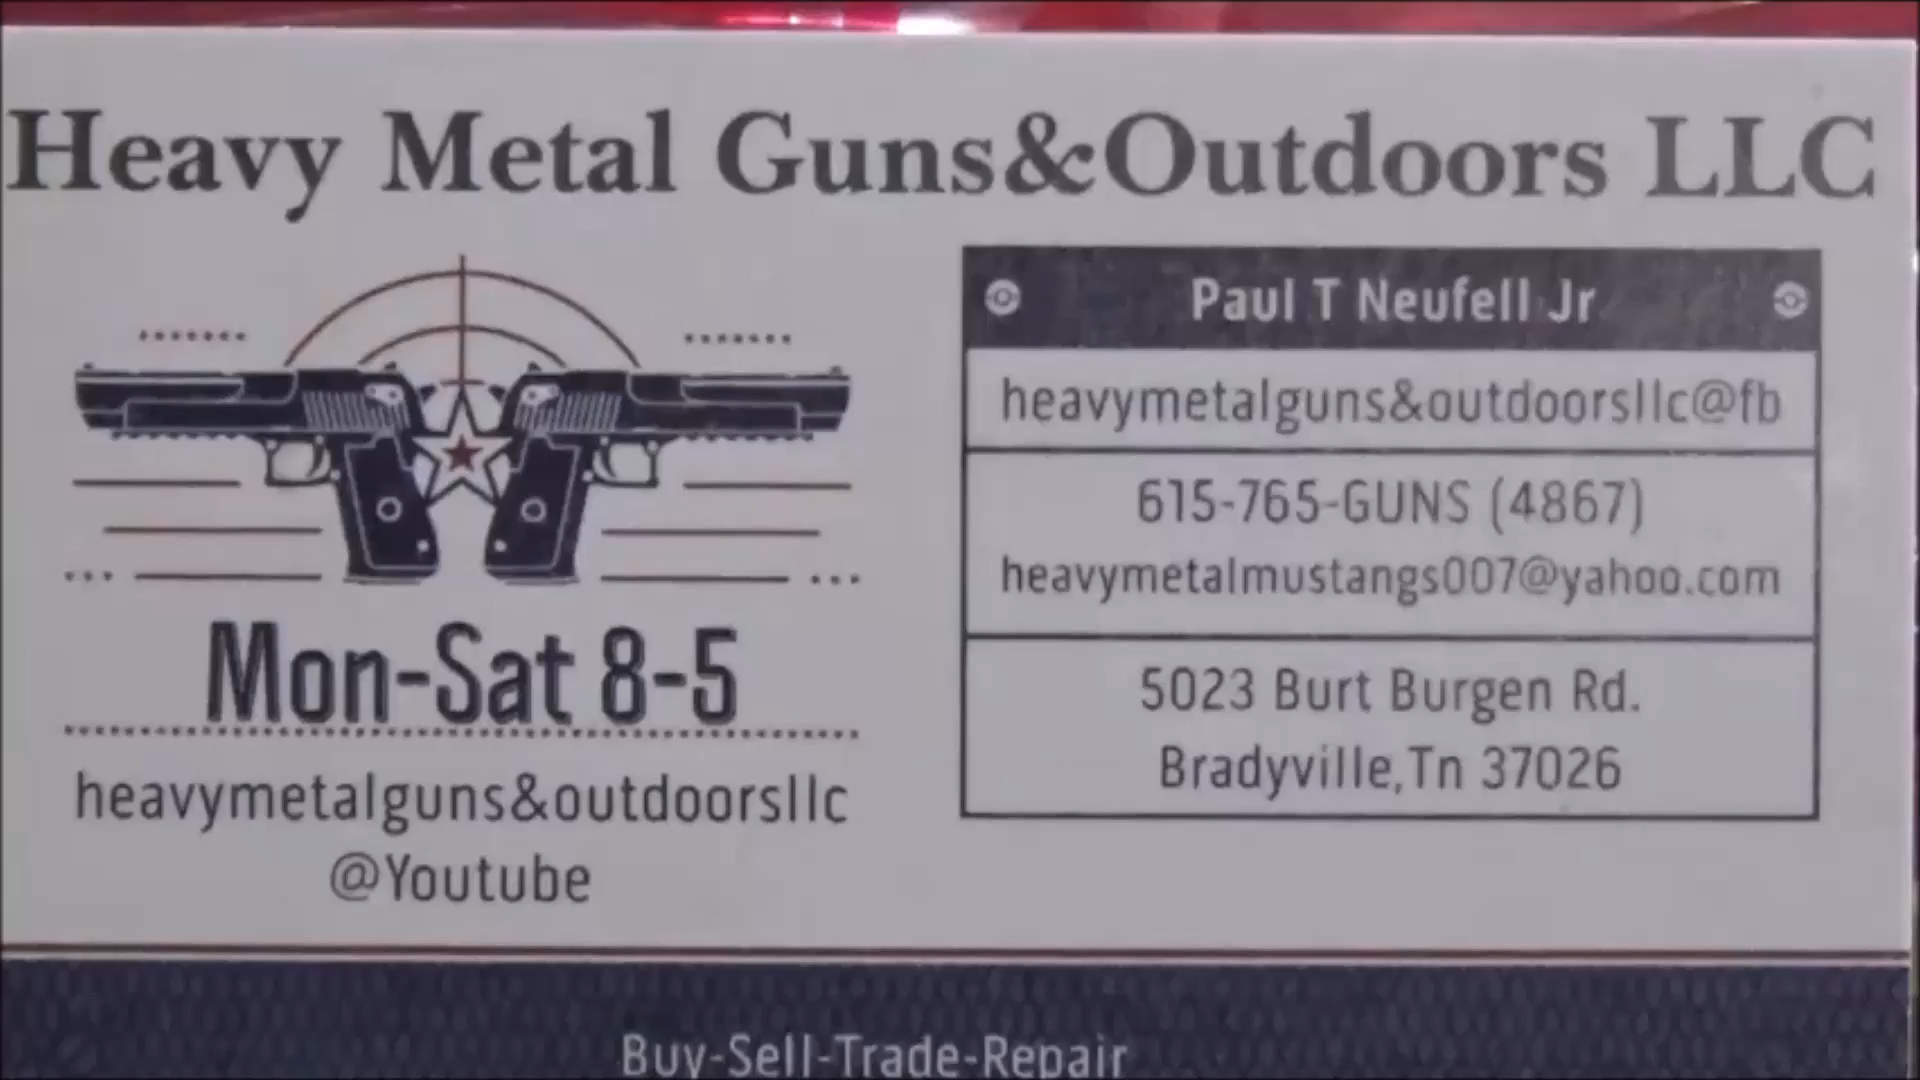 Heavy Metal Guns&Outdoors LLC
Mon-Sat 8-5
heavymetalguns&outdoorsllc
@Youtube
Paul T Neufell Jr
heavymetalguns&outdoorsllc@fb
615-765-GUNS (4867)
heavymetalmustangs007@yahoo.com
5023 Burt Burgen Rd.
Bradyville,Tn 37026
Buy-Sell-Trade-Repair